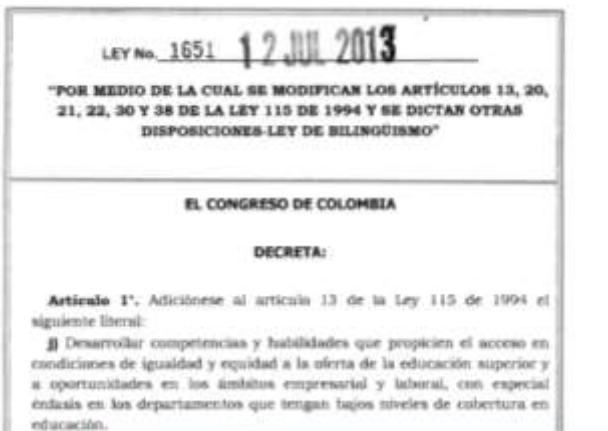 LEY No. 1651 12 JUL 2013
"POR MEDIO DE LA CUAL SE MODIFICAN LOS ARTÍCULOS 13, 20,
21, 22, 30 Y 38 DE LA LEY 115 DE 1994 Y SE DICTAN OTRAS
DISPOSICIONES-LEY DE BILINGÜISMO"
EL CONGRESO DE COLOMBIA
DECRETA:
Artículo 1°. Adiciónese al artículo 13 de la Ley 115 de 1994 el
siguiente literal:
j) Desarrollar competencias y habilidades que propicien el acceso en
condiciones de igualdad y equidad a la oferta de la educación superior y
a oportunidades en los ámbitos empresarial y laboral, con especial
énfasis en los departamentos que tengan bajos niveles de cobertura en
educación.